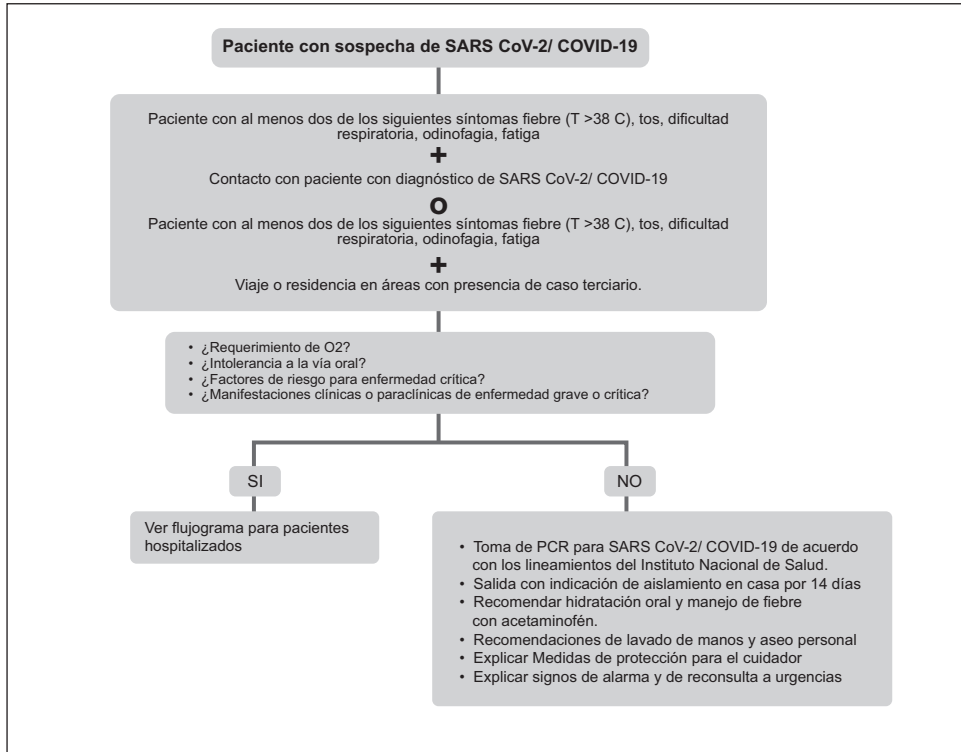 Paciente con sospecha de SARS CoV-2/ COVID-19
Paciente con al menos dos de los siguientes síntomas fiebre (T >38 C), tos, dificultad
respiratoria, odinofagia, fatiga
+
Contacto con paciente con diagnóstico de SARS CoV-2/ COVID-19
O
Paciente con al menos dos de los siguientes síntomas fiebre (T >38 C), tos, dificultad
respiratoria, odinofagia, fatiga
+
Viaje o residencia en áreas con presencia de caso terciario.
• ¿Requerimiento de O2?
• ¿Intolerancia a la vía oral?
• ¿Factores de riesgo para enfermedad crítica?
• ¿Manifestaciones clínicas o paraclínicas de enfermedad grave o crítica?
SI
Ver flujograma para pacientes
hospitalizados
NO
• Toma de PCR para SARS CoV-2/ COVID-19 de acuerdo
con los lineamientos del Instituto Nacional de Salud.
• Salida con indicación de aislamiento en casa por 14 días
• Recomendar hidratación oral y manejo de fiebre
con acetaminofén.
• Recomendaciones de lavado de manos y aseo personal
• Explicar Medidas de protección para el cuidador
• Explicar signos de alarma y de reconsulta a urgencias